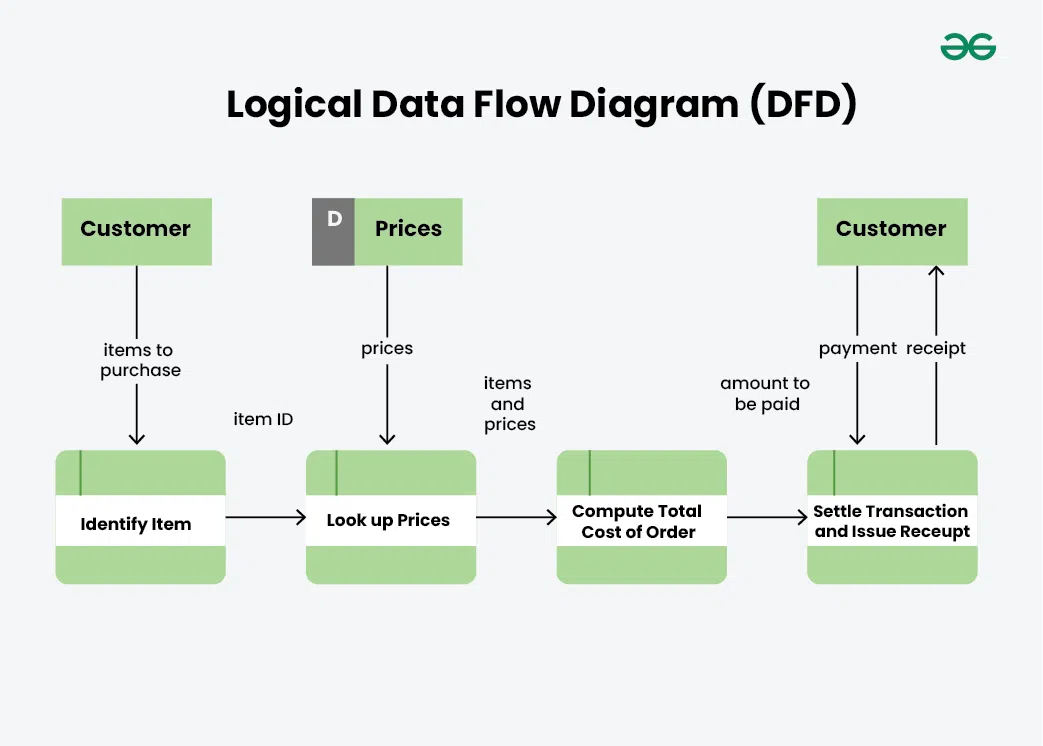 Logical Data Flow Diagram (DFD)
Customer
D
Prices
Customer
items to
purchase
prices
payment
receipt
item ID
items
and
prices
amount to
be paid
Identify Item
Look up Prices
Compute Total
Cost of Order
Settle Transaction
and Issue Receupt